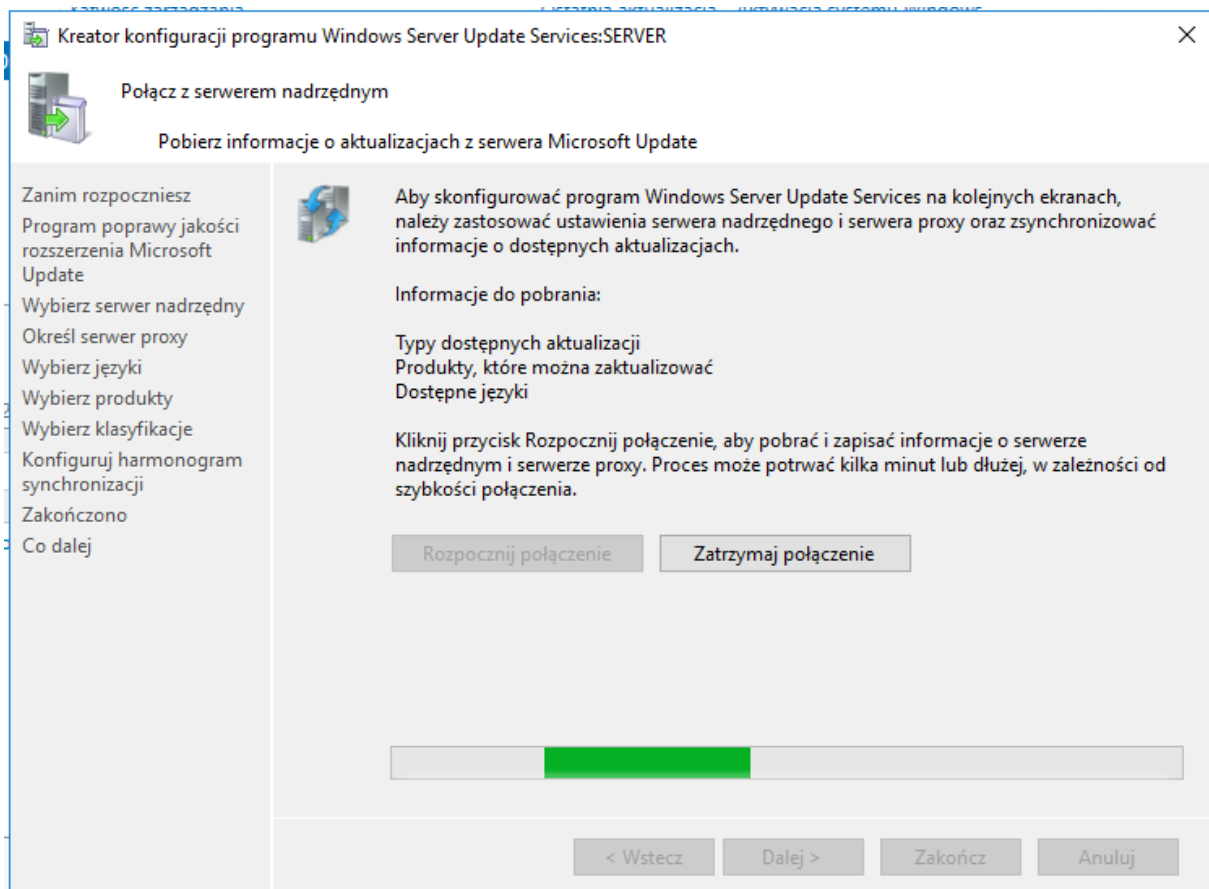 Kreator konfiguracji programu Windows Server Update Services:SERVER
Połącz z serwerem nadrzędnym
Pobierz informacje o aktualizacjach z serwera Microsoft Update
Zanim rozpoczniesz
Program poprawy jakości
rozszerzenia Microsoft
Update
Wybierz serwer nadrzędny
Określ serwer proxy
Wybierz języki
Wybierz produkty
Wybierz klasyfikacje
Konfiguruj harmonogram
synchronizacji
Zakończono
Co dalej
Aby skonfigurować program Windows Server Update Services na kolejnych ekranach,
należy zastosować ustawienia serwera nadrzędnego i serwera proxy oraz zsynchronizować
informacje o dostępnych aktualizacjach.
Informacje do pobrania:
Typy dostępnych aktualizacji
Produkty, które można zaktualizować
Dostępne języki
Kliknij przycisk Rozpocznij połączenie, aby pobrać i zapisać informacje o serwerze
nadrzędnym i serwerze proxy. Proces może potrwać kilka minut lub dłużej, w zależności od
szybkości połączenia.
Rozpocznij połączenie
Zatrzymaj połączenie
< Wstecz
Dalej >
Zakończ
Anuluj